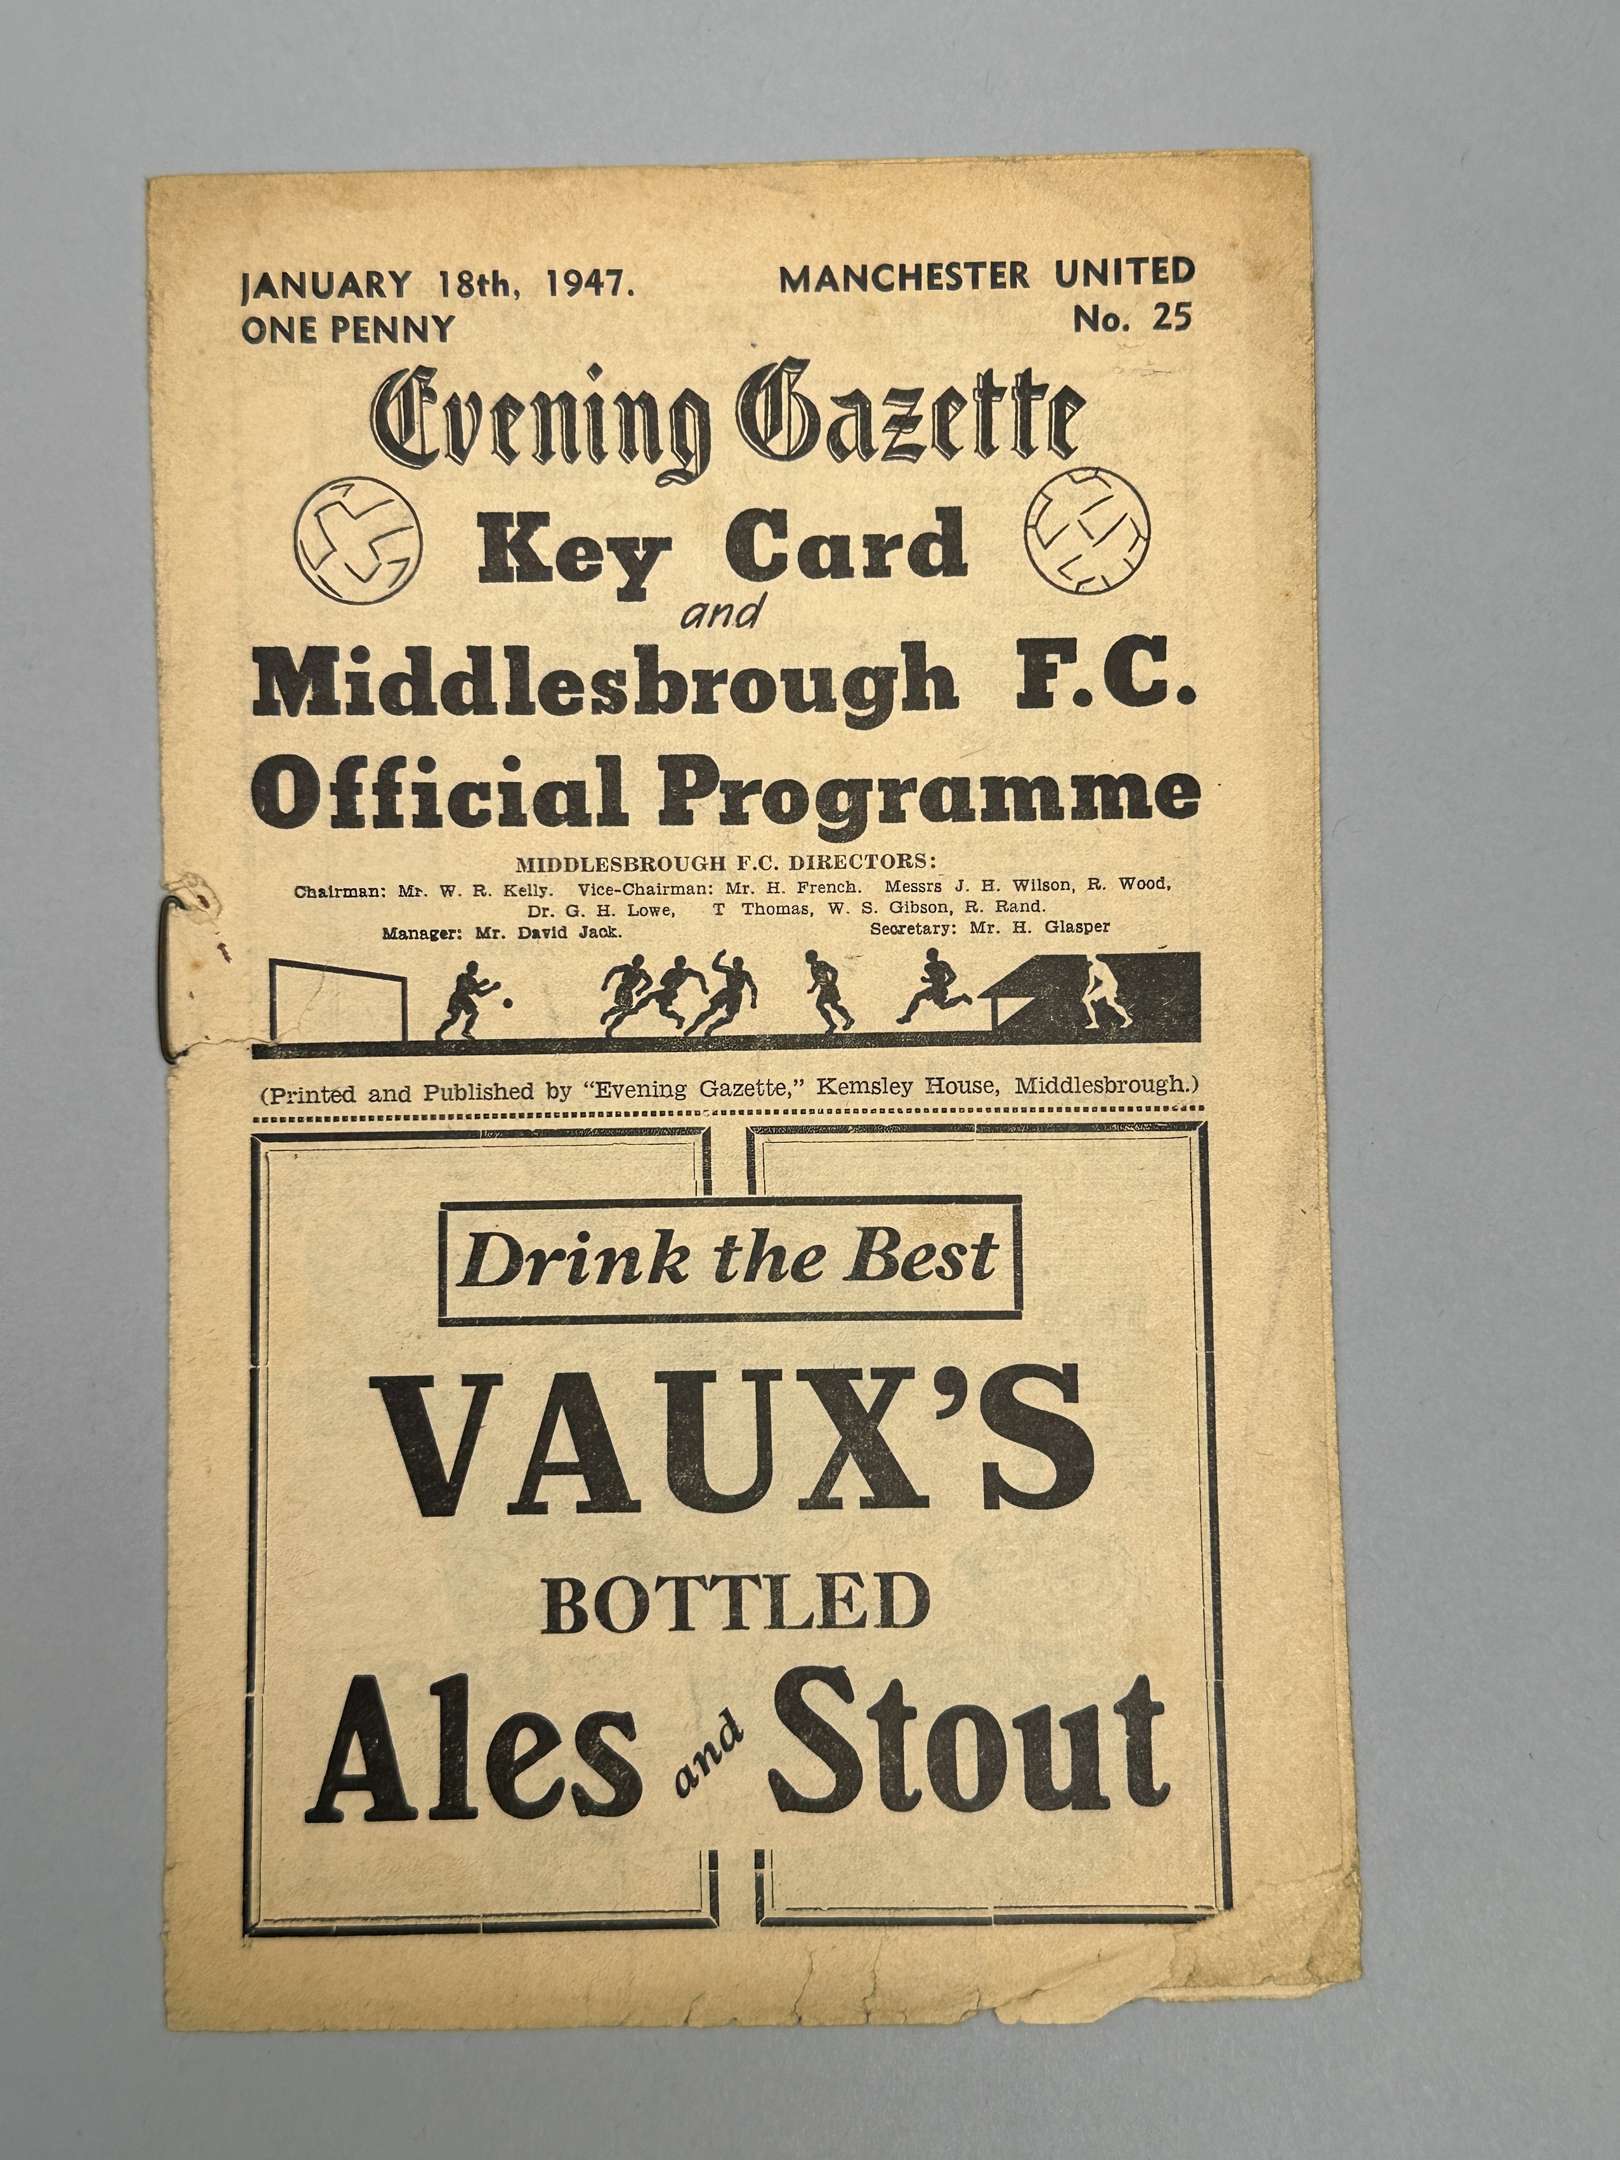 JANUARY 18th, 1947. MANCHESTER UNITED
ONE PENNY No. 25
Evening Gazette
Key Card
and
Middlesbrough F.C.
Official Programme
MIDDLESBROUGH F.C. DIRECTORS:
Chairman: Mr. W. R. Kelly. Vice-Chairman: Mr. H. French. Messrs J. H. Wilson, R. Wood,
Dr. G. H. Lowe, T Thomas, W. S. Gibson, R. Rand.
Manager: Mr. David Jack. Secretary: Mr. H. Glasper
(Printed and Published by “Evening Gazette,” Kemsley House, Middlesbrough.)
Drink the Best
VAUX'S
BOTTLED
Ales and Stout